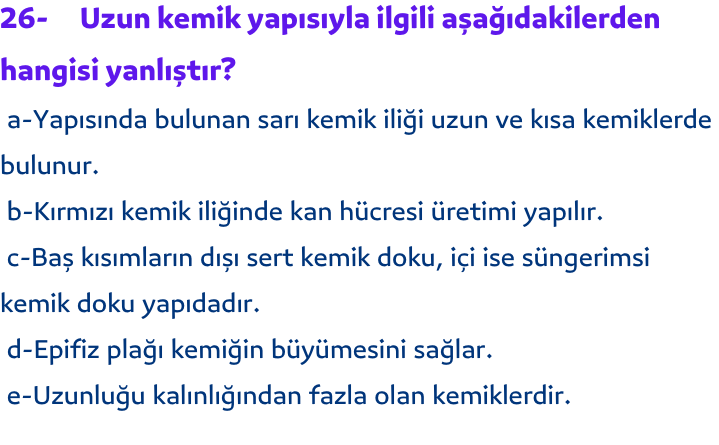 26-    Uzun kemik yapısıyla ilgili aşağıdakilerden
hangisi yanlıştır?
a-Yapısında bulunan sarı kemik iliği uzun ve kısa kemiklerde
bulunur.
b-Kırmızı kemik iliğinde kan hücresi üretimi yapılır.
c-Baş kısımların dışı sert kemik doku, içi ise süngerimsi
kemik doku yapıdadır.
d-Epifiz plağı kemiğin büyümesini sağlar.
e-Uzunluğu kalınlığından fazla olan kemiklerdir.